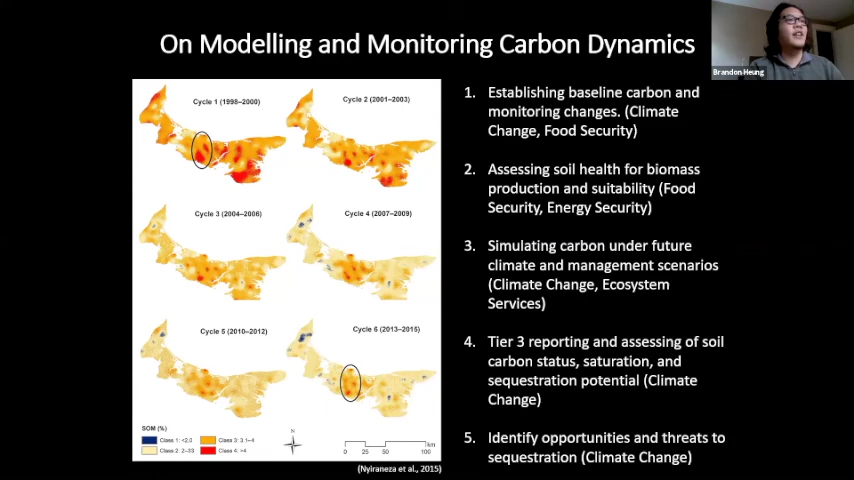 On Modelling and Monitoring Carbon Dynamics
Brandon Heung
Cycle 1 (1998–2000)
Cycle 2 (2001–2003)
Cycle 3 (2004–2006)
Cycle 4 (2007–2009)
Cycle 5 (2010–2012)
Cycle 6 (2013–2015)
SOM (%)
Class 1: <2.0
Class 3: 3.1–4
Class 2: 2–3
Class 4: >4
N
km
0 25 50 100
(Nyiraneza et al., 2015)
1. Establishing baseline carbon and
monitoring changes. (Climate
Change, Food Security)
2. Assessing soil health for biomass
production and suitability (Food
Security, Energy Security)
3. Simulating carbon under future
climate and management scenarios
(Climate Change, Ecosystem
Services)
4. Tier 3 reporting and assessing of soil
carbon status, saturation, and
sequestration potential (Climate
Change)
5. Identify opportunities and threats to
sequestration (Climate Change)